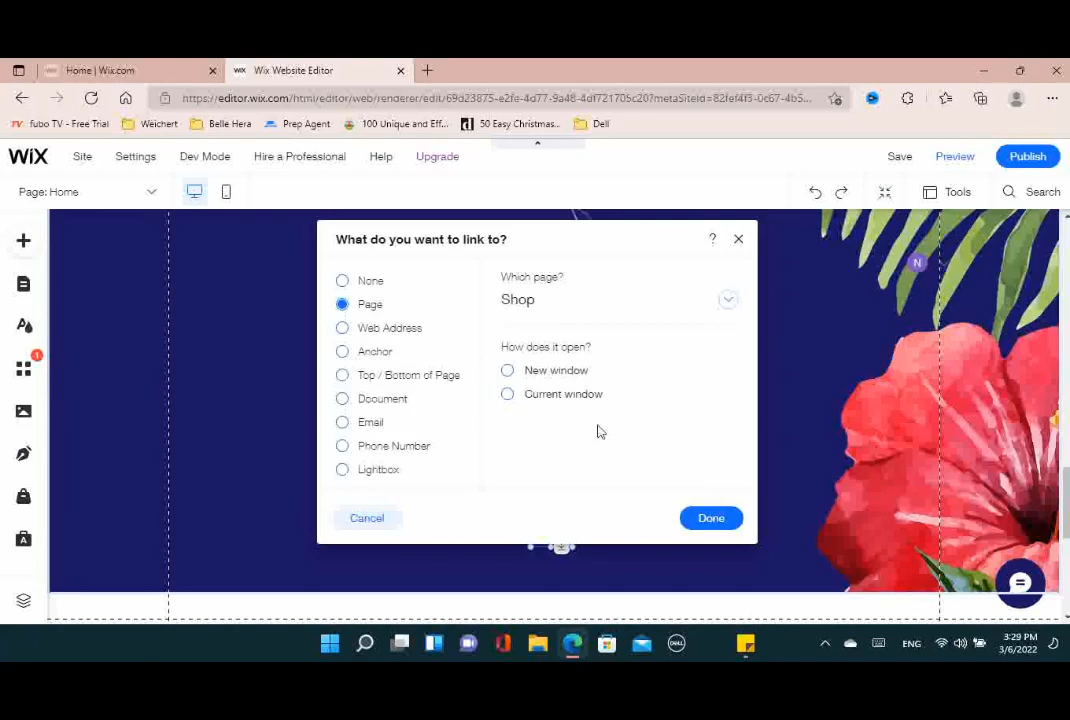 Home | Wix.com
WiX Wix Website Editor
https://editor.wix.com/html/editor/web/renderer/edit/69d23875-e2fe-4d77-9a48-4df721705c20?metaSiteId=82fef4f3-0c67-4b5...
TV fubo TV - Free Trial
Weichert
Belle Hera
Prep Agent
100 Unique and Eff...
50 Easy Christmas...
Dell
WiX Site Settings Dev Mode Hire a Professional Help Upgrade Save Preview Publish
Page: Home
Tools
Search
What do you want to link to?
?
None
Page
Web Address
Anchor
Top / Bottom of Page
Document
Email
Phone Number
Lightbox
Which page?
Shop
How does it open?
New window
Current window
Cancel
Done
N
1
A
ENG
3:29 PM
3/6/2022
DELL